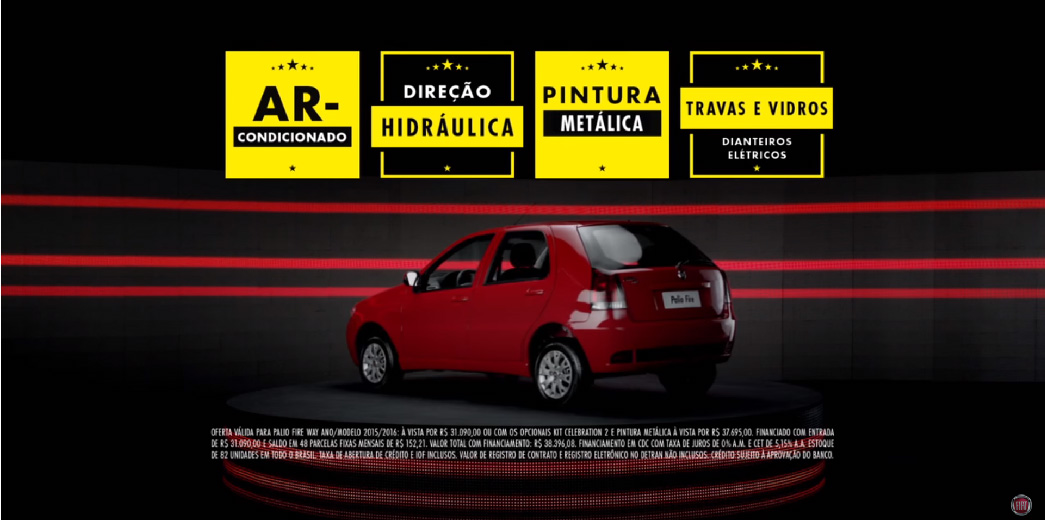 AR-
CONDICIONADO
DIREÇÃO
HIDRÁULICA
PINTURA
METÁLICA
TRAVAS E VIDROS
DIANTEIROS
ELÉTRICOS
Palio Fire
OFERTA VÁLIDA PARA PALIO FIRE WAY ANO/MODELO 2015/2016: À VISTA POR R$ 31.090,00 OU COM OS OPCIONAIS KIT CELEBRATION 2 E PINTURA METÁLICA À VISTA POR R$ 37.695,00. FINANCIADO COM ENTRADA
DE R$ 31.090,00 E SALDO EM 48 PARCELAS FIXAS MENSAIS DE R$ 152,21. VALOR TOTAL COM FINANCIAMENTO: R$ 38.396,08. FINANCIAMENTO EM CDC COM TAXA DE JUROS DE 0% A.M. E CET DE 5,15% A.A. ESTOQUE
DE 82 UNIDADES EM TODO O BRASIL. TAXA DE ABERTURA DE CRÉDITO E IOF INCLUSOS. VALOR DE REGISTRO DE CONTRATO E REGISTRO ELETRÔNICO NO DETRAN NÃO INCLUSOS. CRÉDITO SUJEITO À APROVAÇÃO DO BANCO.
FIAT